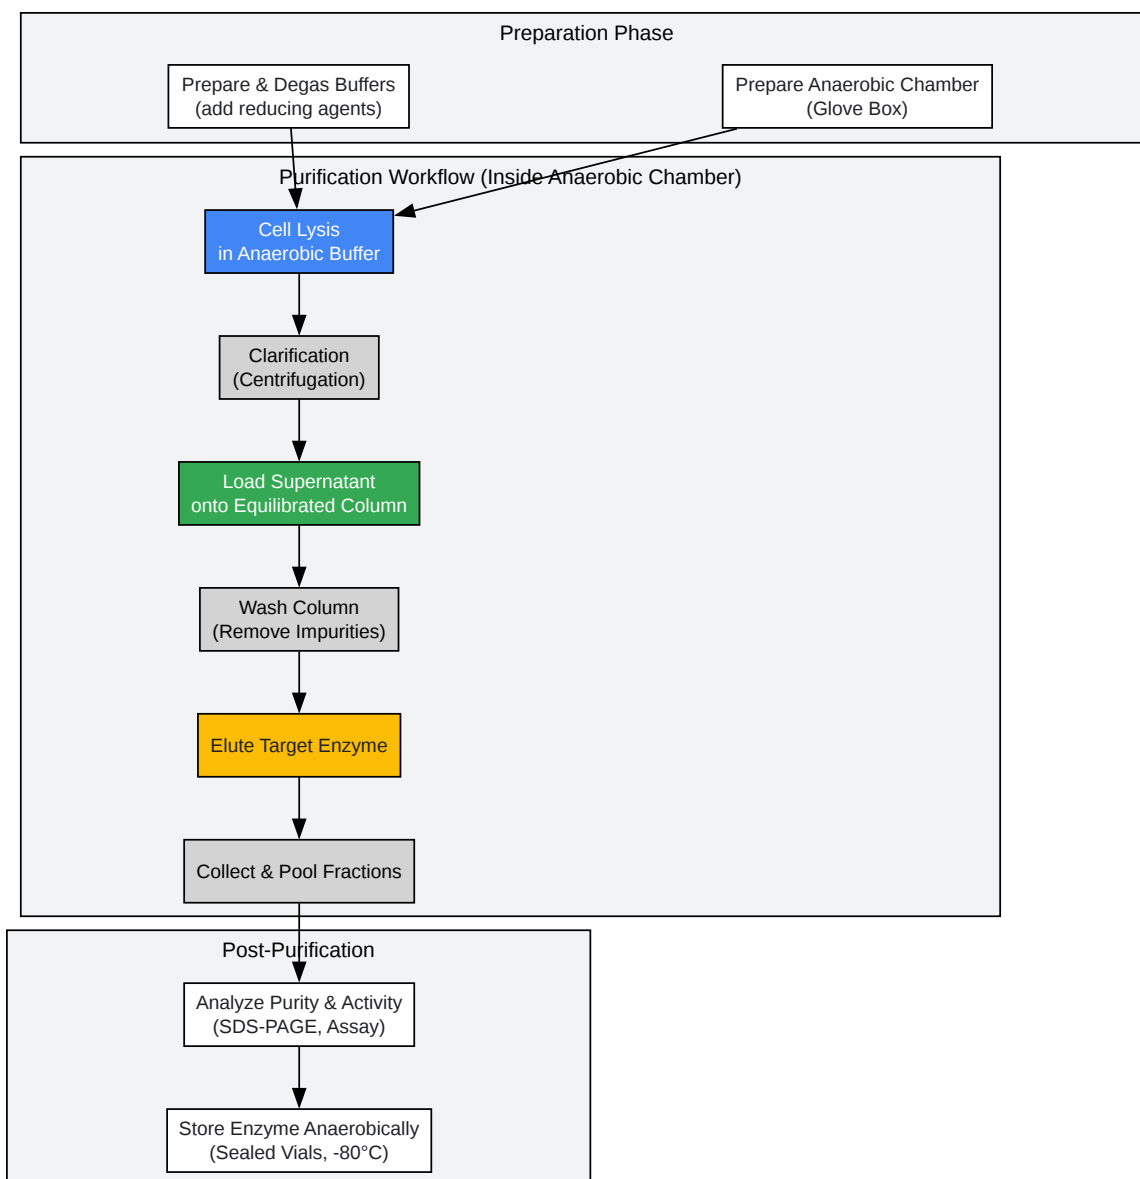 Preparation Phase
Prepare & Degas Buffers
(add reducing agents)
Prepare Anaerobic Chamber
(Glove Box)
Purification Workflow (Inside Anaerobic Chamber)
Cell Lysis
in Anaerobic Buffer
Clarification
(Centrifugation)
Load Supernatant
onto Equilibrated Column
Wash Column
(Remove Impurities)
Elute Target Enzyme
Collect & Pool Fractions
Post-Purification
Analyze Purity & Activity
(SDS-PAGE, Assay)
Store Enzyme Anaerobically
(Sealed Vials, -80°C)